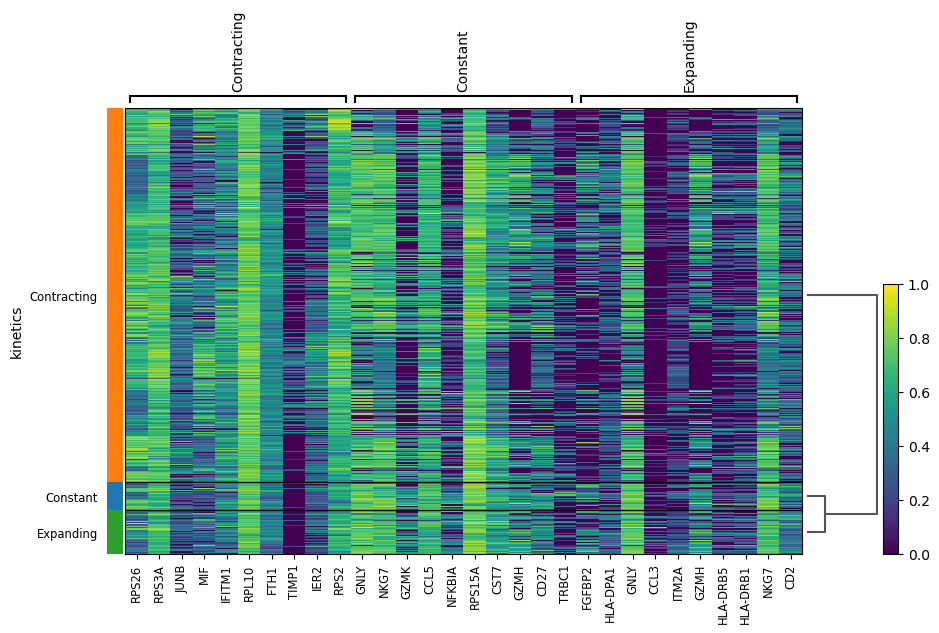 Contracting
Constant
Expanding
kinetics
Contracting
Constant
Expanding
1.0
0.8
0.6
0.4
0.2
0.0
RPS26
RPS3A
JUNB
MIF
IFITM1
RPL10
FTH1
TIMP1
IER2
RPS2
GNLY
NKG7
GZMK
CCL5
NFKBIA
RPS15A
CST7
GZMH
CD27
TRBC1
FGFBP2
HLA-DPA1
GNLY
CCL3
ITM2A
GZMH
HLA-DRB5
HLA-DRB1
NKG7
CD2